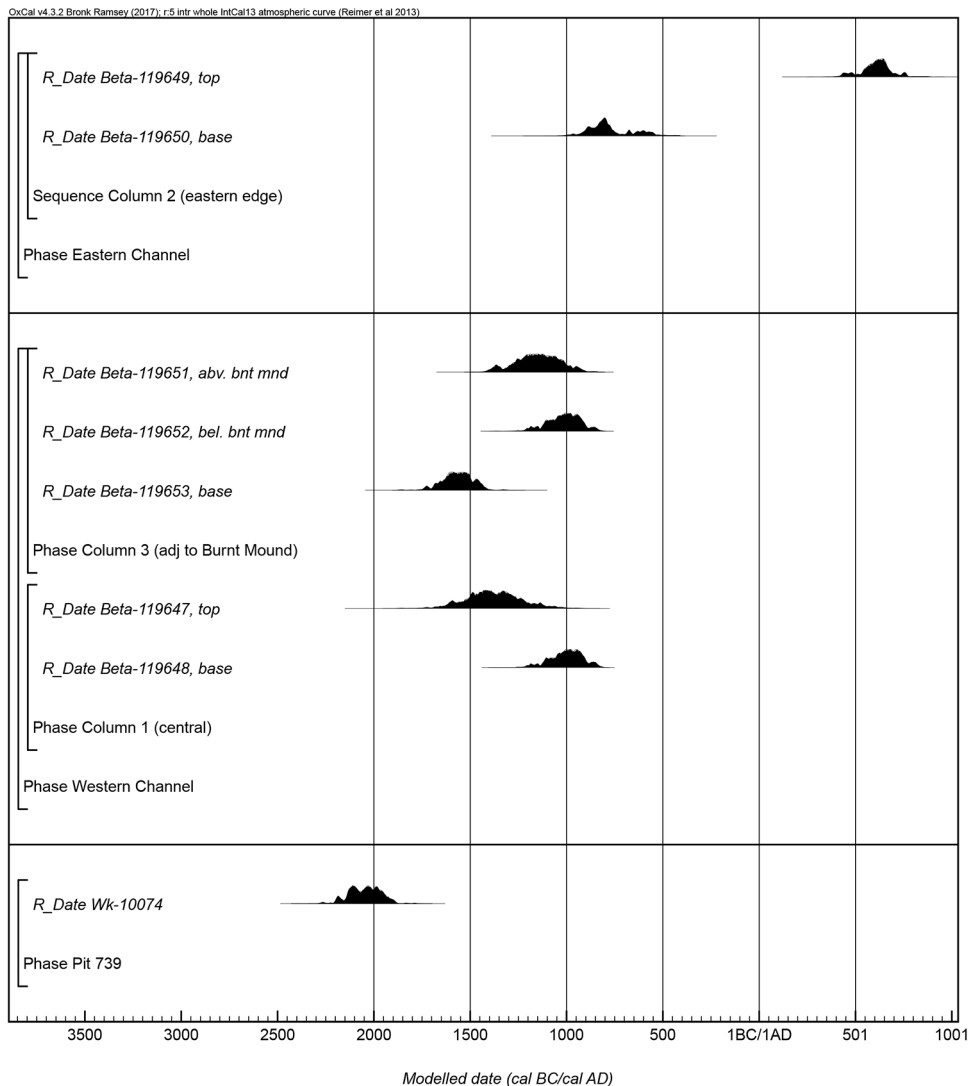 OxCal v4.3.2 Bronk Ramsey (2017); r:5 intr whole IntCal13 atmospheric curve (Reimer et al 2013)
R_Date Beta-119649, top
R_Date Beta-119650, base
Sequence Column 2 (eastern edge)
Phase Eastern Channel
R_Date Beta-119651, abv. bnt mnd
R_Date Beta-119652, bel. bnt mnd
R_Date Beta-119653, base
Phase Column 3 (adj to Burnt Mound)
R_Date Beta-119647, top
R_Date Beta-119648, base
Phase Column 1 (central)
Phase Western Channel
R_Date Wk-10074
Phase Pit 739
3500 3000 2500 2000 1500 1000 500 1BC/1AD 501 1001
Modelled date (cal BC/cal AD)